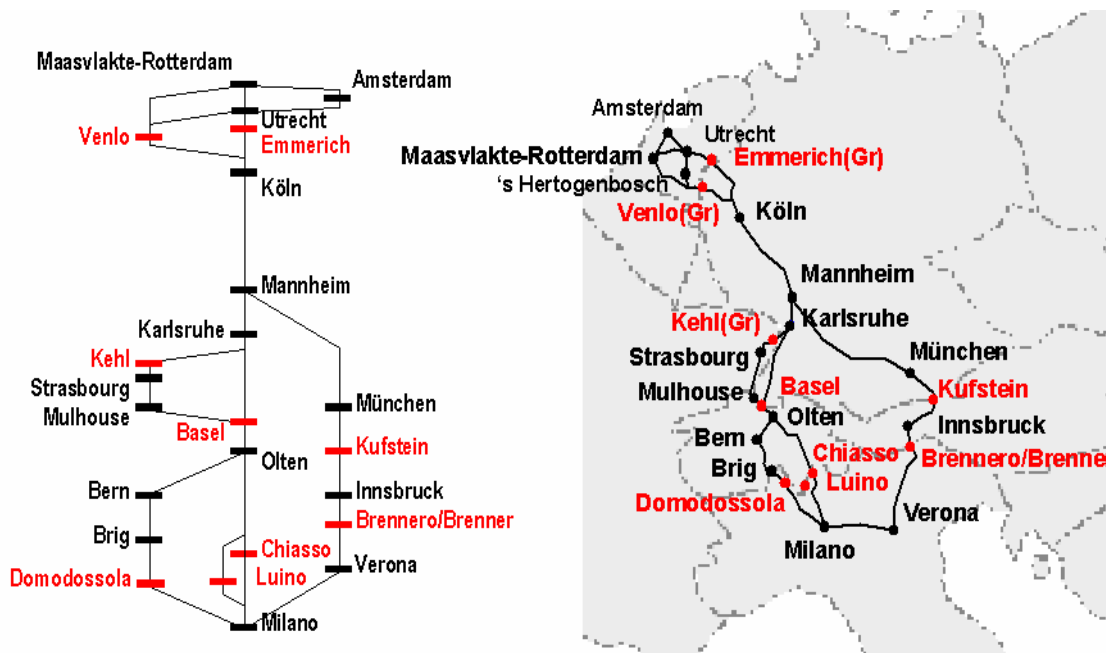 Maasvlakte-Rotterdam
Amsterdam
Utrecht
Venlo
Emmerich
Köln
Mannheim
Karlsruhe
Kehl
Strasbourg
Mulhouse
München
Basel
Kufstein
Olten
Bern
Innsbruck
Brennero/Brenner
Brig
Chiasso
Verona
Domodossola
Luino
Milano
Amsterdam
Utrecht
Maasvlakte-Rotterdam
Emmerich(Gr)
's Hertogenbosch
Venlo(Gr)
Köln
Mannheim
Kehl(Gr)
Karlsruhe
Strasbourg
München
Mulhouse
Basel
Kufstein
Olten
Innsbruck
Bern
Chiasso
Brennero/Brenne
Brig
Luino
Domodossola
Verona
Milano